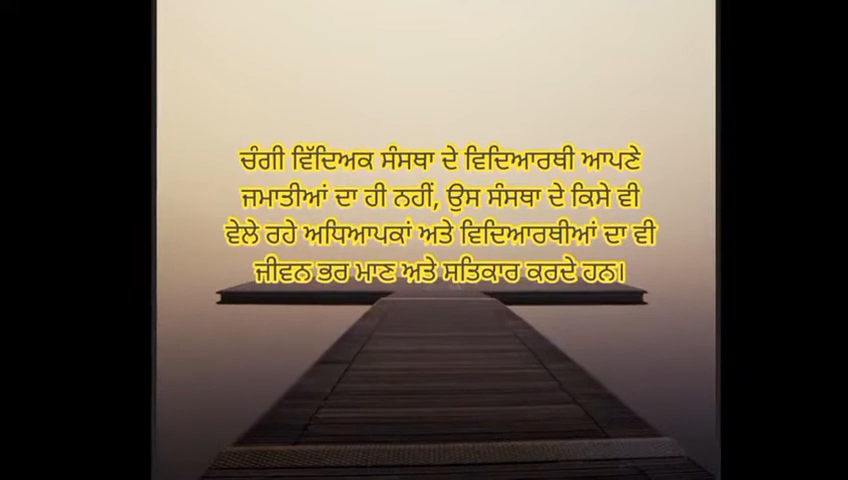 ਚੰਗੀ ਵਿੱਦਿਅਕ ਸੰਸਥਾ ਦੇ ਵਿਦਿਆਰਥੀ ਆਪਣੇ
ਜਮਾਤੀਆਂ ਦਾ ਹੀ ਨਹੀਂ, ਉਸ ਸੰਸਥਾ ਦੇ ਕਿਸੇ ਵੀ
ਵੇਲੇ ਰਹੇ ਅਧਿਆਪਕਾਂ ਅਤੇ ਵਿਦਿਆਰਥੀਆਂ ਦਾ ਵੀ
ਜੀਵਨ ਭਰ ਮਾਣ ਅਤੇ ਸਤਿਕਾਰ ਕਰਦੇ ਹਨ।